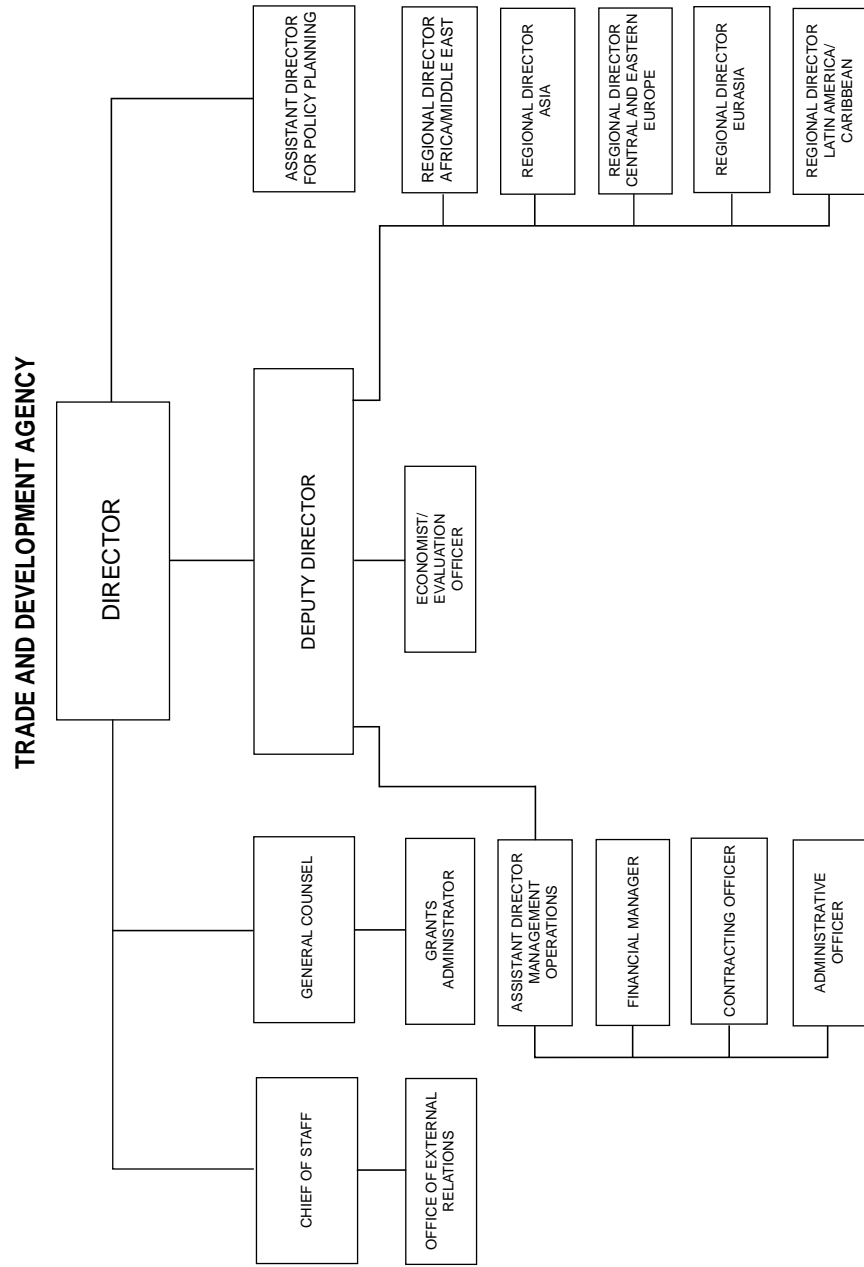 TRADE AND DEVELOPMENT AGENCY
DIRECTOR
CHIEF OF STAFF
GENERAL COUNSEL
DEPUTY DIRECTOR
ASSISTANT DIRECTOR
FOR POLICY PLANNING
OFFICE OF EXTERNAL
RELATIONS
GRANTS
ADMINISTRATOR
ECONOMIST/
EVALUATION
OFFICER
REGIONAL DIRECTOR
AFRICA/MIDDLE EAST
ASSISTANT DIRECTOR
MANAGEMENT
OPERATIONS
REGIONAL DIRECTOR
ASIA
FINANCIAL MANAGER
REGIONAL DIRECTOR
CENTRAL AND EASTERN
EUROPE
CONTRACTING OFFICER
REGIONAL DIRECTOR
EURASIA
ADMINISTRATIVE
OFFICER
REGIONAL DIRECTOR
LATIN AMERICA/
CARIBBEAN